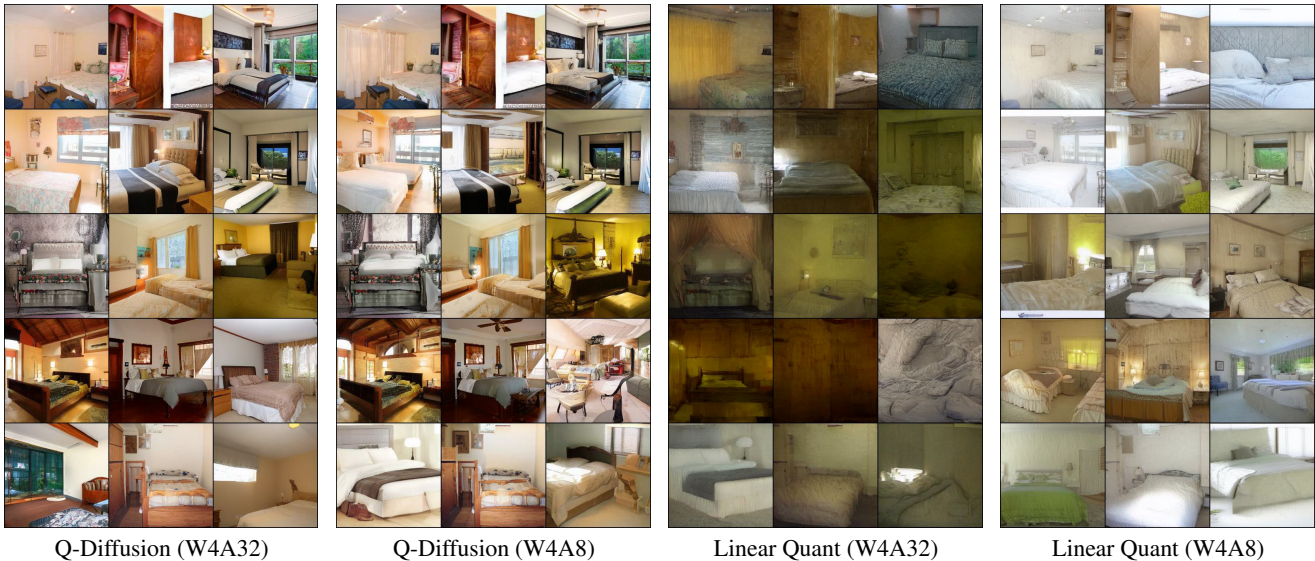 Q-Diffusion (W4A32)
Q-Diffusion (W4A8)
Linear Quant (W4A32)
Linear Quant (W4A8)